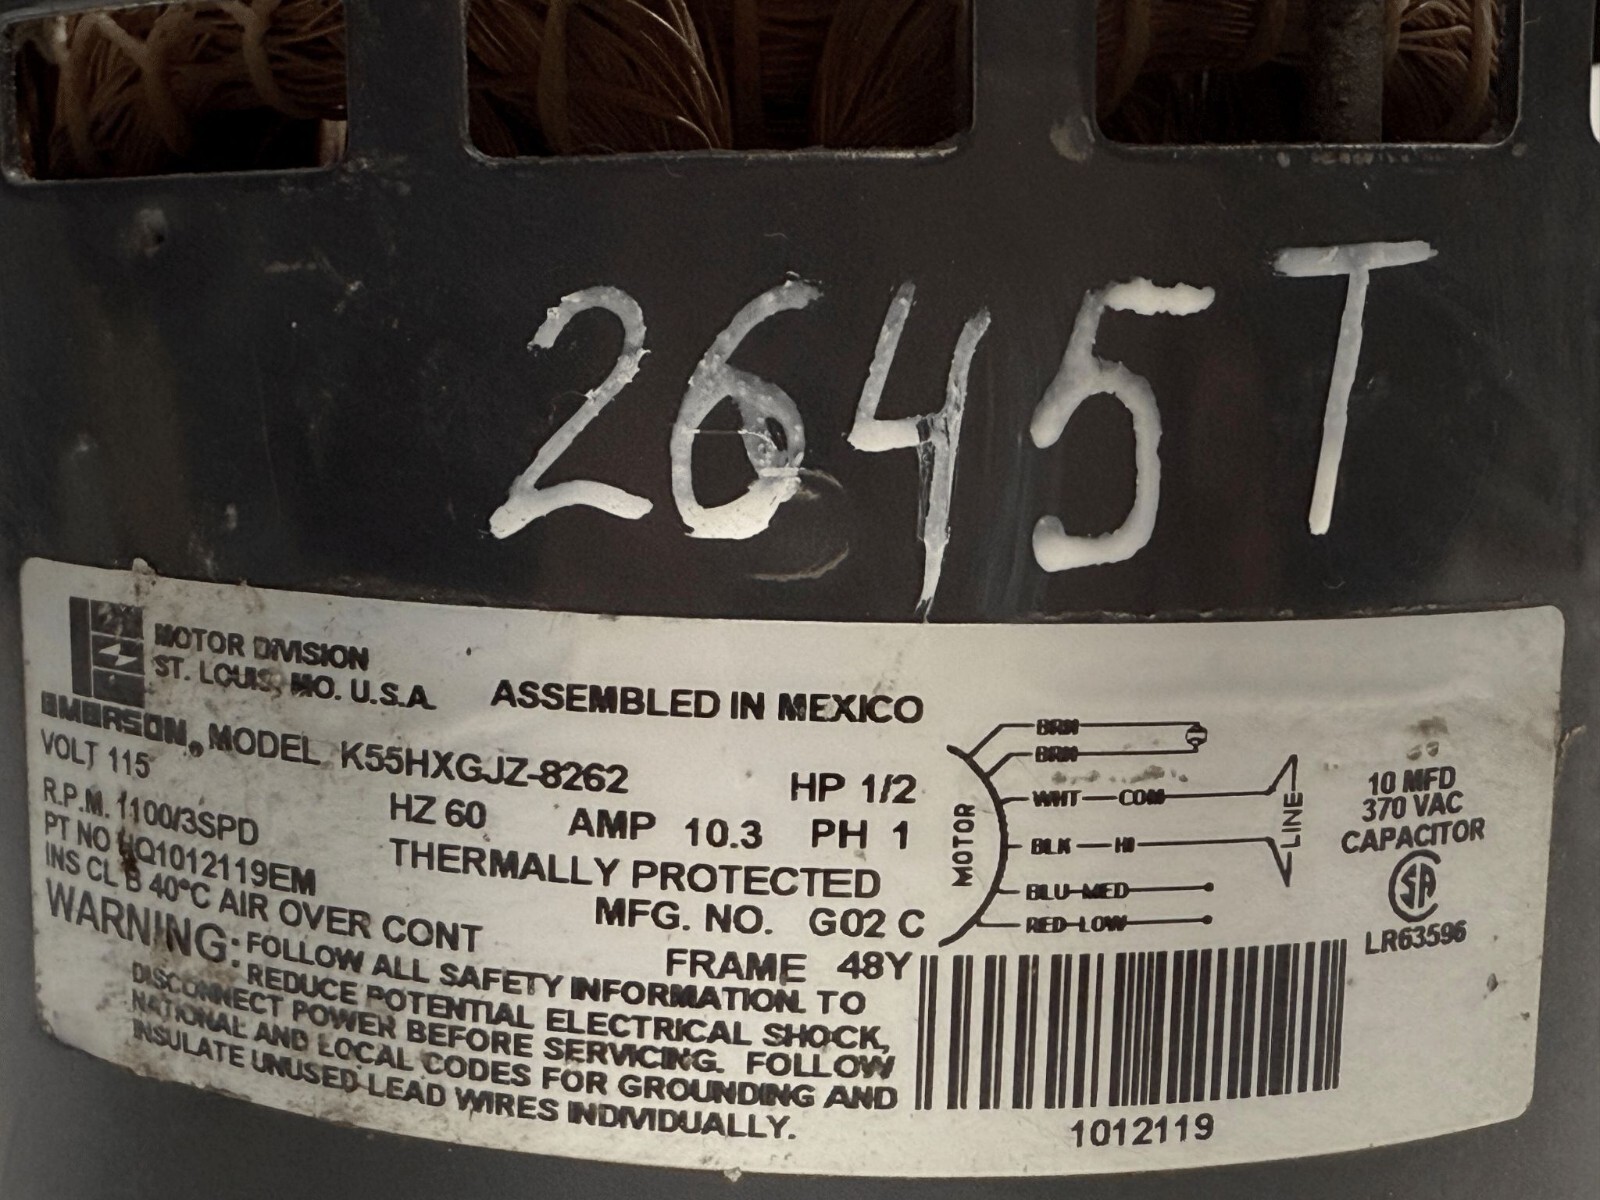 2645T
MOTOR DIVISION
ST. LOUIS, MO. U.S.A.
ASSEMBLED IN MEXICO
EMERSON. MODEL K55HXGJZ-8262
VOLT 115
HP 1/2
R.P.M. 1100/3SPD
HZ 60
AMP 10.3
PH 1
PT NO HQ1012119EM
THERMALLY PROTECTED
INS CL B 40°C AIR OVER CONT
MFG. NO. G02 C
FRAME 48Y
WARNING: FOLLOW ALL SAFETY INFORMATION TO
REDUCE POTENTIAL ELECTRICAL SHOCK,
DISCONNECT POWER BEFORE SERVICING. FOLLOW
NATIONAL AND LOCAL CODES FOR GROUNDING AND
INSULATE UNUSED LEAD WIRES INDIVIDUALLY.
MOTOR
BRN
BRN
WHT COM
BLK HI
BLU-MED
RED-LOW
LINE
10 MFD
370 VAC
CAPACITOR
SA
LR63596
1012119